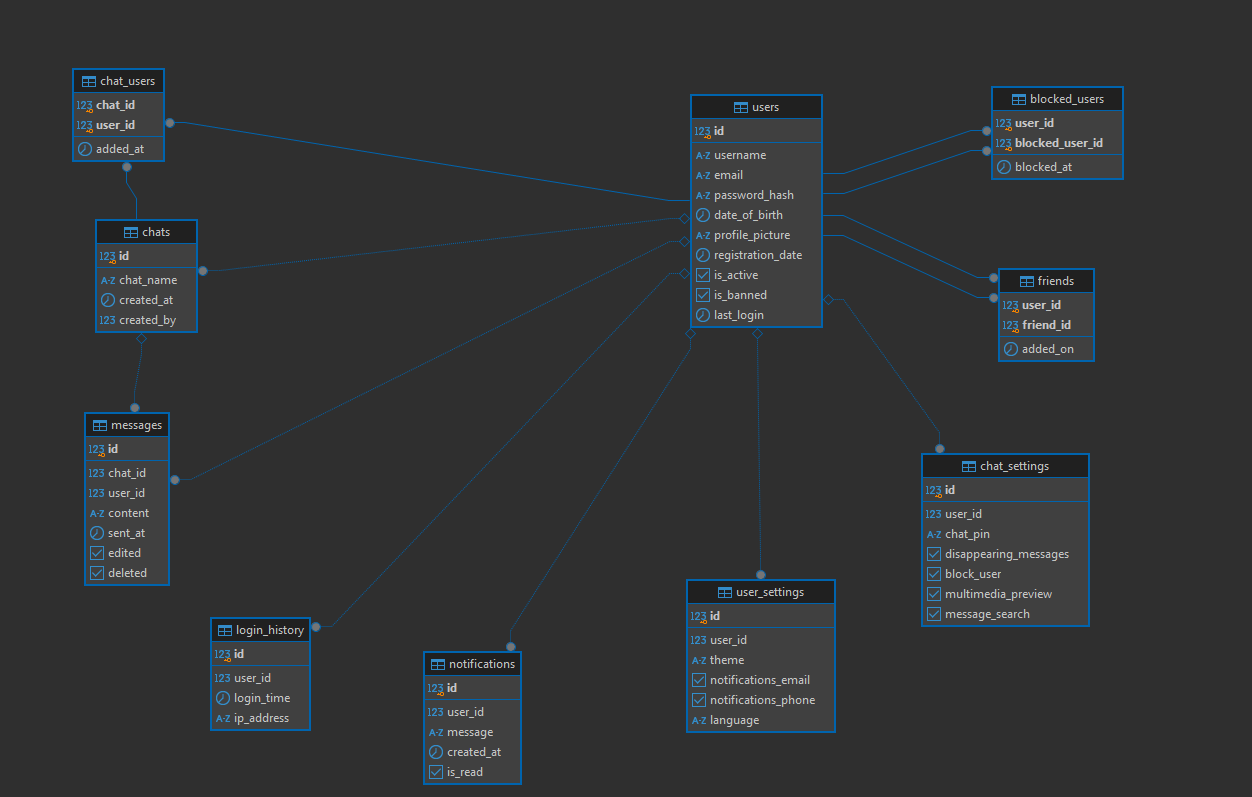 chat_users
123 chat_id
123 user_id
added_at
users
123 id
A-Z username
A-Z email
A-Z password_hash
date_of_birth
A-Z profile_picture
registration_date
is_active
is_banned
last_login
blocked_users
123 user_id
123 blocked_user_id
blocked_at
chats
123 id
A-Z chat_name
created_at
123 created_by
friends
123 user_id
123 friend_id
added_on
messages
123 id
123 chat_id
123 user_id
A-Z content
sent_at
edited
deleted
chat_settings
123 id
123 user_id
A-Z chat_pin
disappearing_messages
block_user
multimedia_preview
message_search
login_history
123 id
123 user_id
login_time
A-Z ip_address
notifications
123 id
123 user_id
A-Z message
created_at
is_read
user_settings
123 id
123 user_id
A-Z theme
notifications_email
notifications_phone
A-Z language